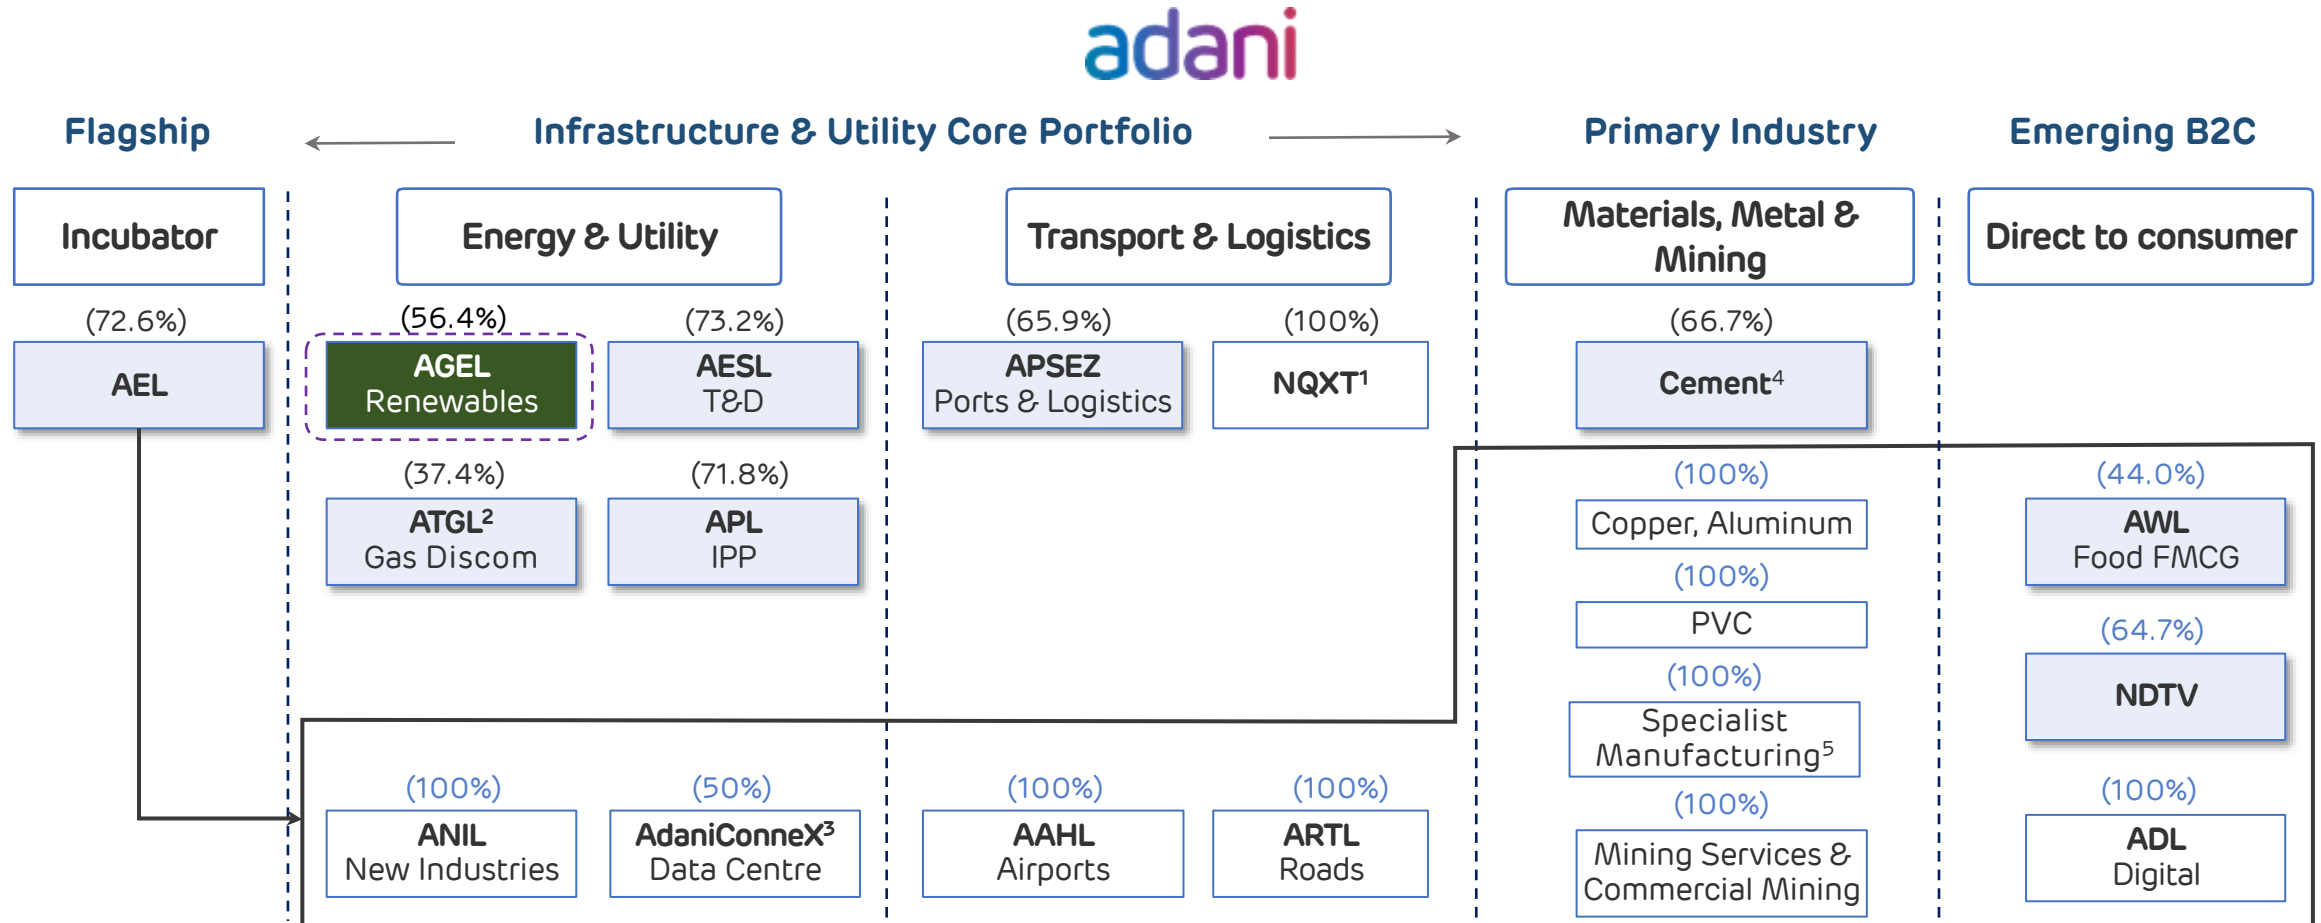 adani
Flagship
Infrastructure & Utility Core Portfolio
Primary Industry
Emerging B2C
Incubator
Energy & Utility
Transport & Logistics
Materials, Metal &
Mining
Direct to consumer
(72.6%)
AEL
(56.4%)
AGEL
Renewables
(73.2%)
AESL
T&D
(65.9%)
APSEZ
Ports & Logistics
(100%)
NQXT¹
(66.7%)
Cement⁴
(37.4%)
ATGL²
Gas Discom
(71.8%)
APL
IPP
(100%)
Copper, Aluminum
(100%)
PVC
(100%)
Specialist
Manufacturing⁵
(100%)
Mining Services &
Commercial Mining
(44.0%)
AWL
Food FMCG
(64.7%)
NDTV
(100%)
ADL
Digital
(100%)
ANIL
New Industries
(50%)
AdaniConneX³
Data Centre
(100%)
AAHL
Airports
(100%)
ARTL
Roads